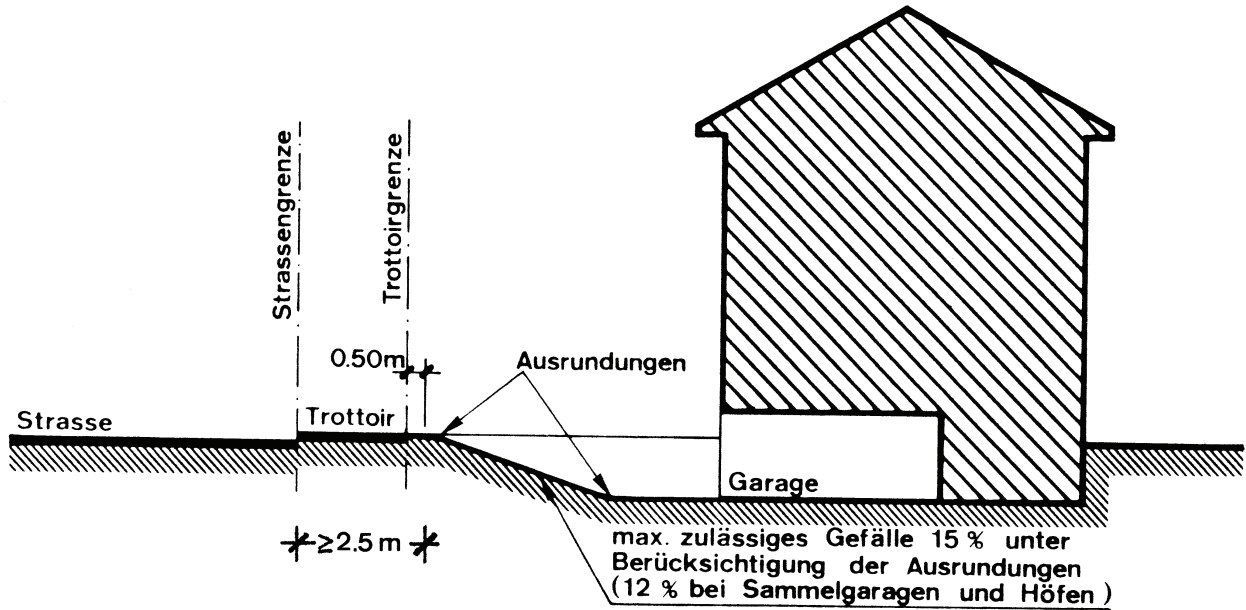 Strassengrenze
Trottoirgrenze
0.50m
Ausrundungen
Strasse
Trottoir
Garage
≥2.5 m
max. zulässiges Gefälle 15 % unter
Berücksichtigung der Ausrundungen
(12 % bei Sammelgaragen und Höfen)